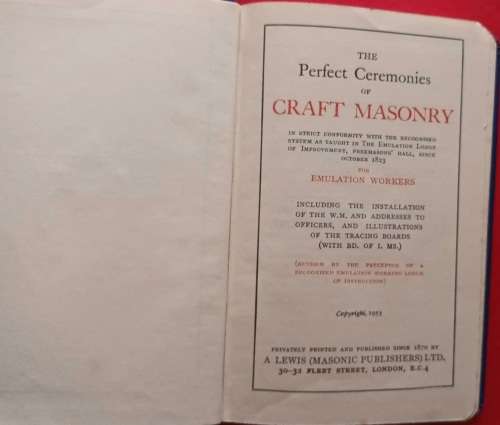 THE
Perfect Ceremonies
OF
CRAFT MASONRY
IN STRICT CONFORMITY WITH THE RECOGNISED
SYSTEM AS TAUGHT IN THE EMULATION LODGE
OF IMPROVEMENT, FREEMASONS' HALL, SINCE
OCTOBER 1823
FOR
EMULATION WORKERS
INCLUDING THE INSTALLATION
OF THE W.M. AND ADDRESSES TO
OFFICERS, AND ILLUSTRATIONS
OF THE TRACING BOARDS
(WITH BD. OF I. MS.)
(REVISED BY THE PRECEPTOR OF A
RECOGNISED EMULATION WORKING LODGE
OF INSTRUCTION)
Copyright, 1953
PRIVATELY PRINTED AND PUBLISHED SINCE 1870 BY
A LEWIS (MASONIC PUBLISHERS) LTD.
30-32 FLEET STREET, LONDON, E.C.4